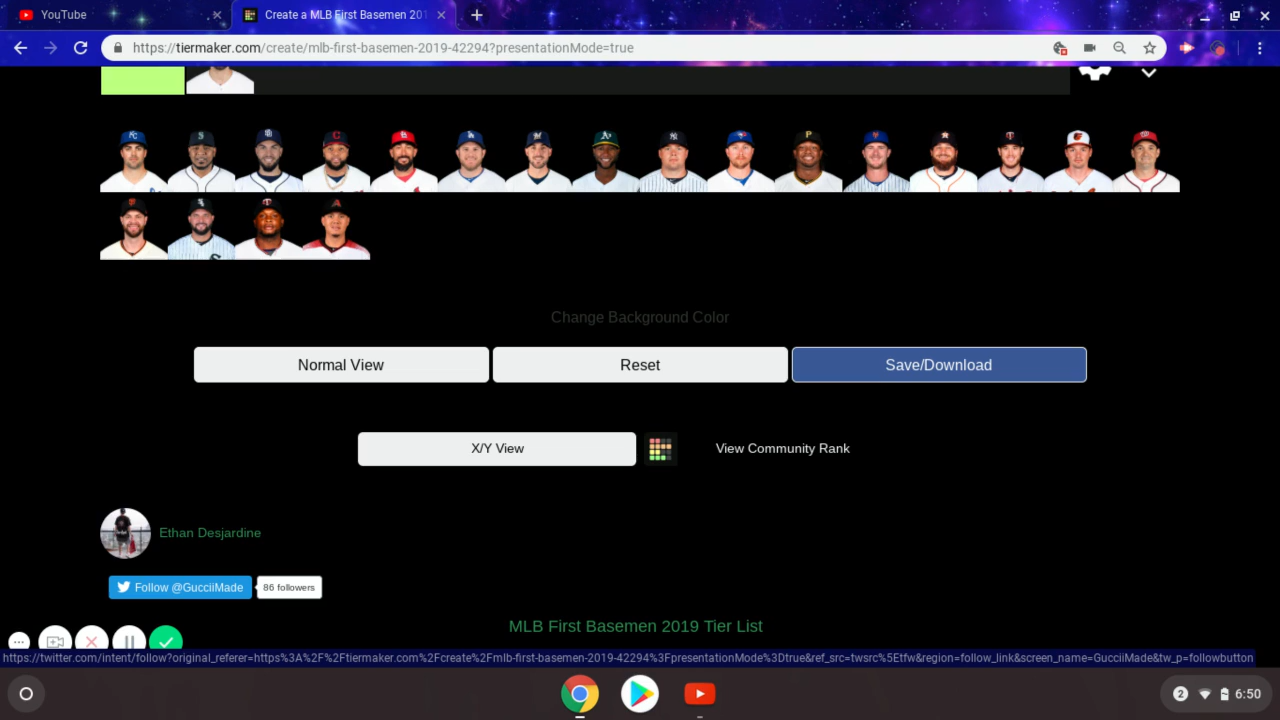 YouTube
Create a MLB First Basemen 201
https://tiermaker.com/create/mlb-first-basemen-2019-42294?presentationMode=true
Change Background Color
Normal View
Reset
Save/Download
X/Y View
View Community Rank
Ethan Desjardine
Follow @GucciiMade
86 followers
MLB First Basemen 2019 Tier List
https://twitter.com/intent/follow?original_referer=https%3A%2F%2Ftiermaker.com%2Fcreate%2Fmlb-first-basemen-2019-42294%3FpresentationMode%3Dtrue&ref_src=twsrc%5Etfw&region=follow_link&screen_name=GucciiMade&tw_p=followbutton
2
6:50